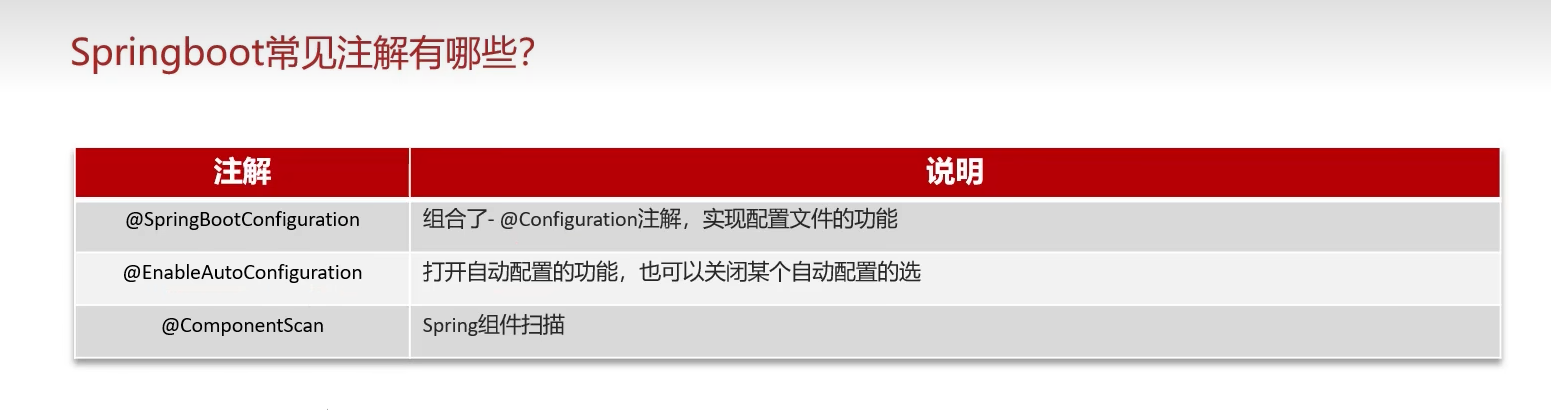 Springboot常见注解有哪些?
注解 说明
@SpringBootConfiguration 组合了- @Configuration注解，实现配置文件的功能
@EnableAutoConfiguration 打开自动配置的功能，也可以关闭某个自动配置的选
@ComponentScan Spring组件扫描